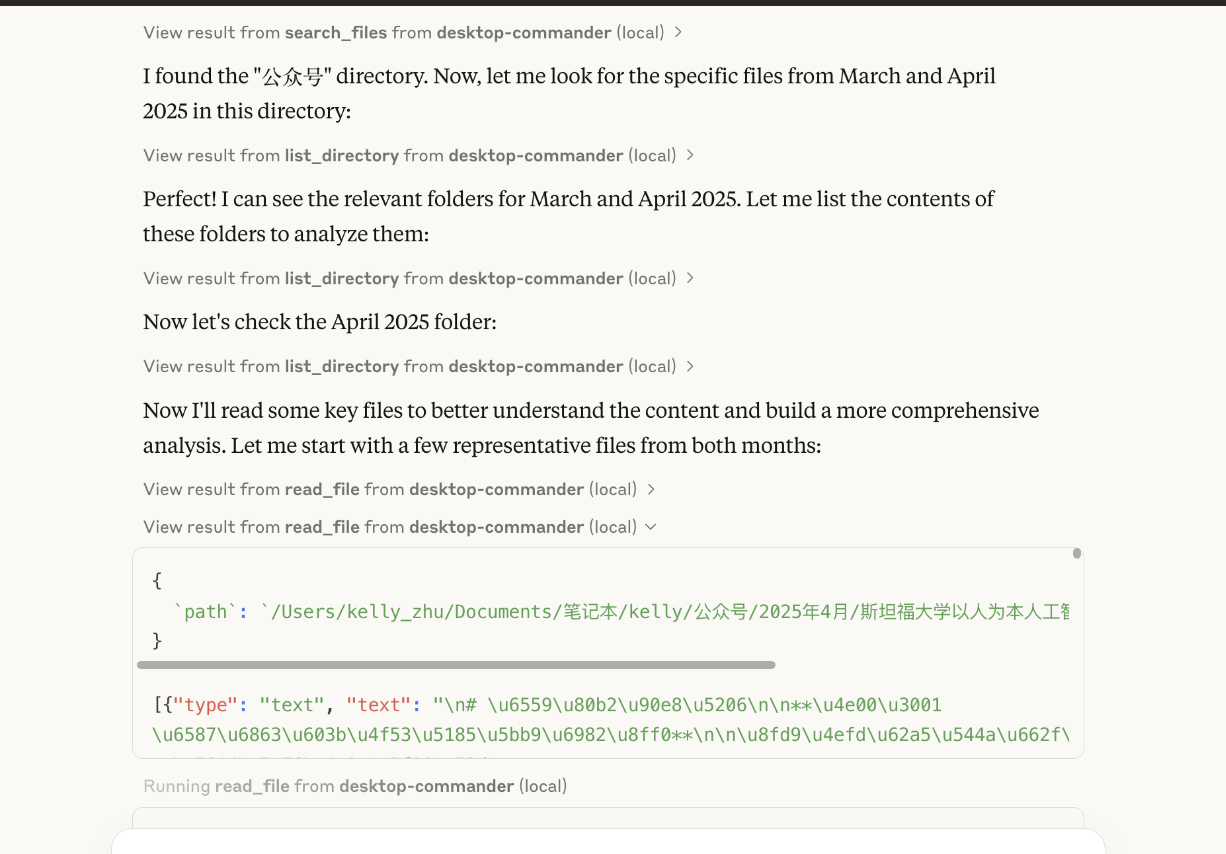 View result from search_files from desktop-commander (local)
I found the "公众号" directory. Now, let me look for the specific files from March and April
2025 in this directory:
View result from list_directory from desktop-commander (local)
Perfect! I can see the relevant folders for March and April 2025. Let me list the contents of
these folders to analyze them:
View result from list_directory from desktop-commander (local)
Now let's check the April 2025 folder:
View result from list_directory from desktop-commander (local)
Now I'll read some key files to better understand the content and build a more comprehensive
analysis. Let me start with a few representative files from both months:
View result from read_file from desktop-commander (local)
View result from read_file from desktop-commander (local)
{
`path`: `/Users/kelly_zhu/Documents/笔记本/kelly/公众号/2025年4月/斯坦福大学以人为本人工
}
[{"type": "text", "text": "\n# \u6559\u80b2\u90e8\u5206\n\n**\u4e00\u3001
\u6587\u6863\u603b\u4f53\u5185\u5bb9\u6982\u8ff0**\n\n\u8fd9\u4efd\u62a5\u544a\u662f\
Running read_file from desktop-commander (local)